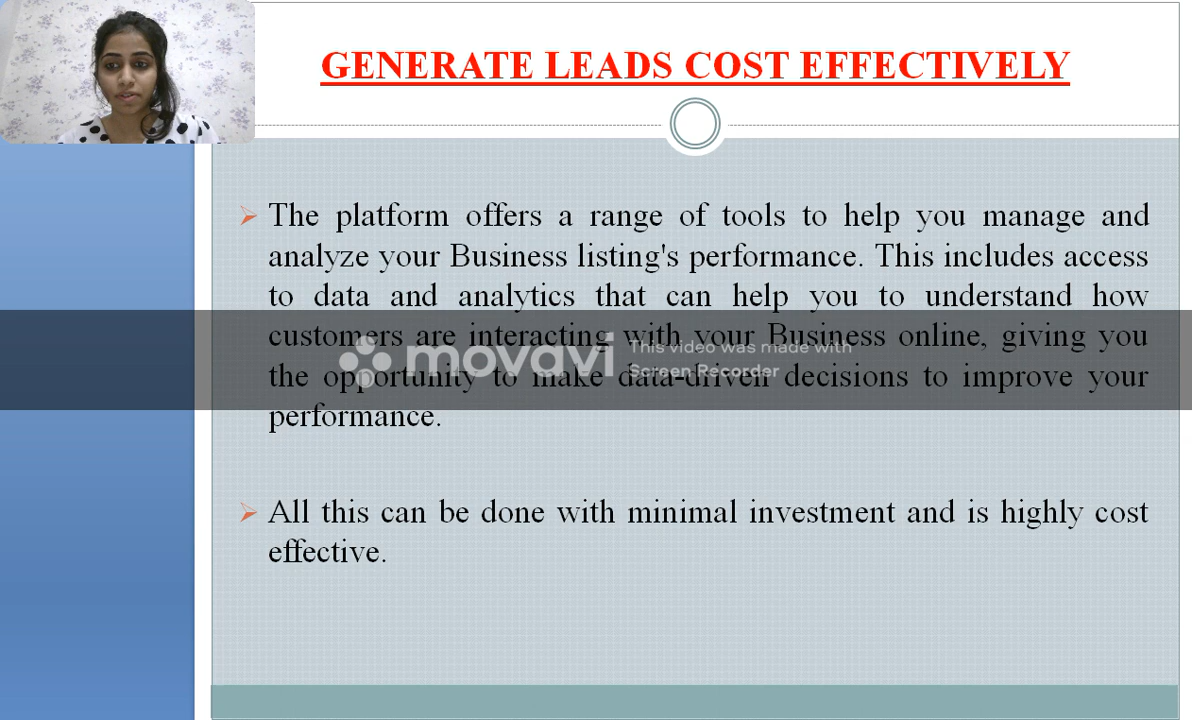 GENERATE LEADS COST EFFECTIVELY
The platform offers a range of tools to help you manage and
analyze your Business listing's performance. This includes access
to data and analytics that can help you to understand how
customers are interacting with your Business online, giving you
the opportunity to make data-driven decisions to improve your
performance.
movavi
This video was made with
Screen Recorder
All this can be done with minimal investment and is highly cost
effective.